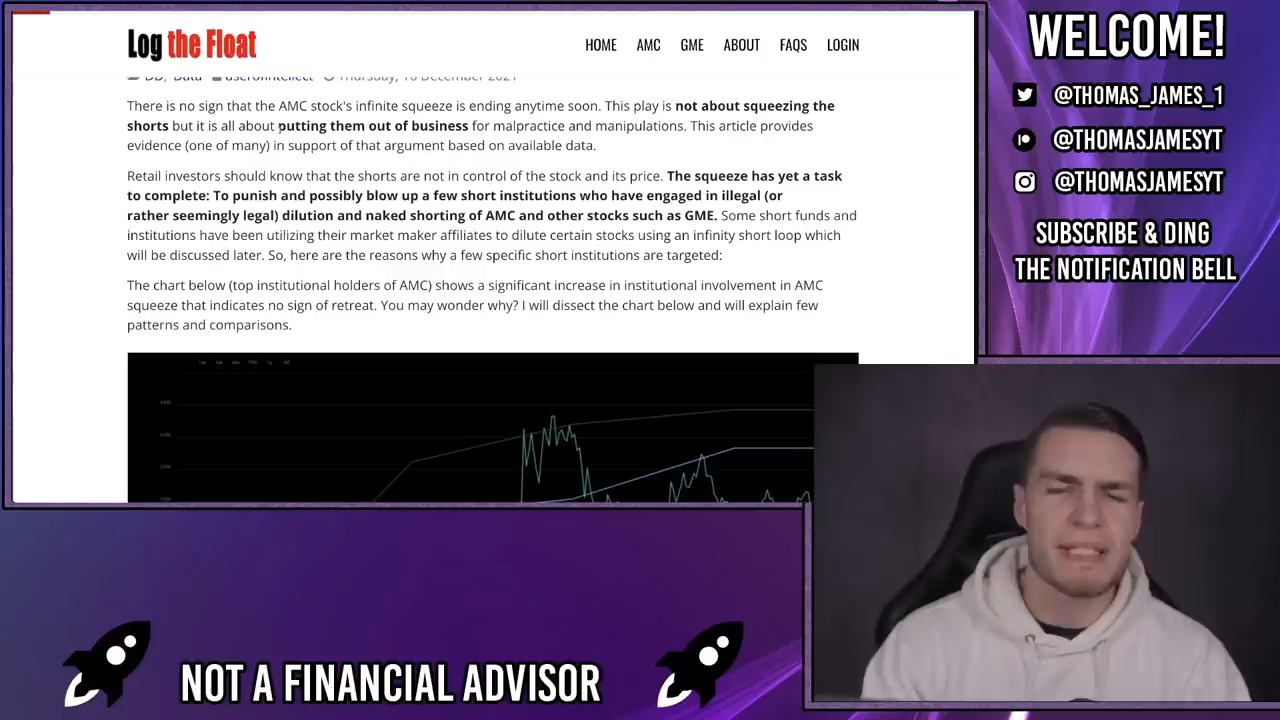 Log the Float
HOME AMC GME ABOUT FAQS LOGIN
DD, Data userofintellect Thursday, 16 December 2021
There is no sign that the AMC stock's infinite squeeze is ending anytime soon. This play is not about squeezing the
shorts but it is all about putting them out of business for malpractice and manipulations. This article provides
evidence (one of many) in support of that argument based on available data.
Retail investors should know that the shorts are not in control of the stock and its price. The squeeze has yet a task
to complete: To punish and possibly blow up a few short institutions who have engaged in illegal (or
rather seemingly legal) dilution and naked shorting of AMC and other stocks such as GME. Some short funds and
institutions have been utilizing their market maker affiliates to dilute certain stocks using an infinity short loop which
will be discussed later. So, here are the reasons why a few specific short institutions are targeted:
The chart below (top institutional holders of AMC) shows a significant increase in institutional involvement in AMC
squeeze that indicates no sign of retreat. You may wonder why? I will dissect the chart below and will explain few
patterns and comparisons.
WELCOME!
@THOMAS_JAMES_1
@THOMASJAMESYT
@THOMASJAMESYT
SUBSCRIBE & DING
THE NOTIFICATION BELL
NOT A FINANCIAL ADVISOR